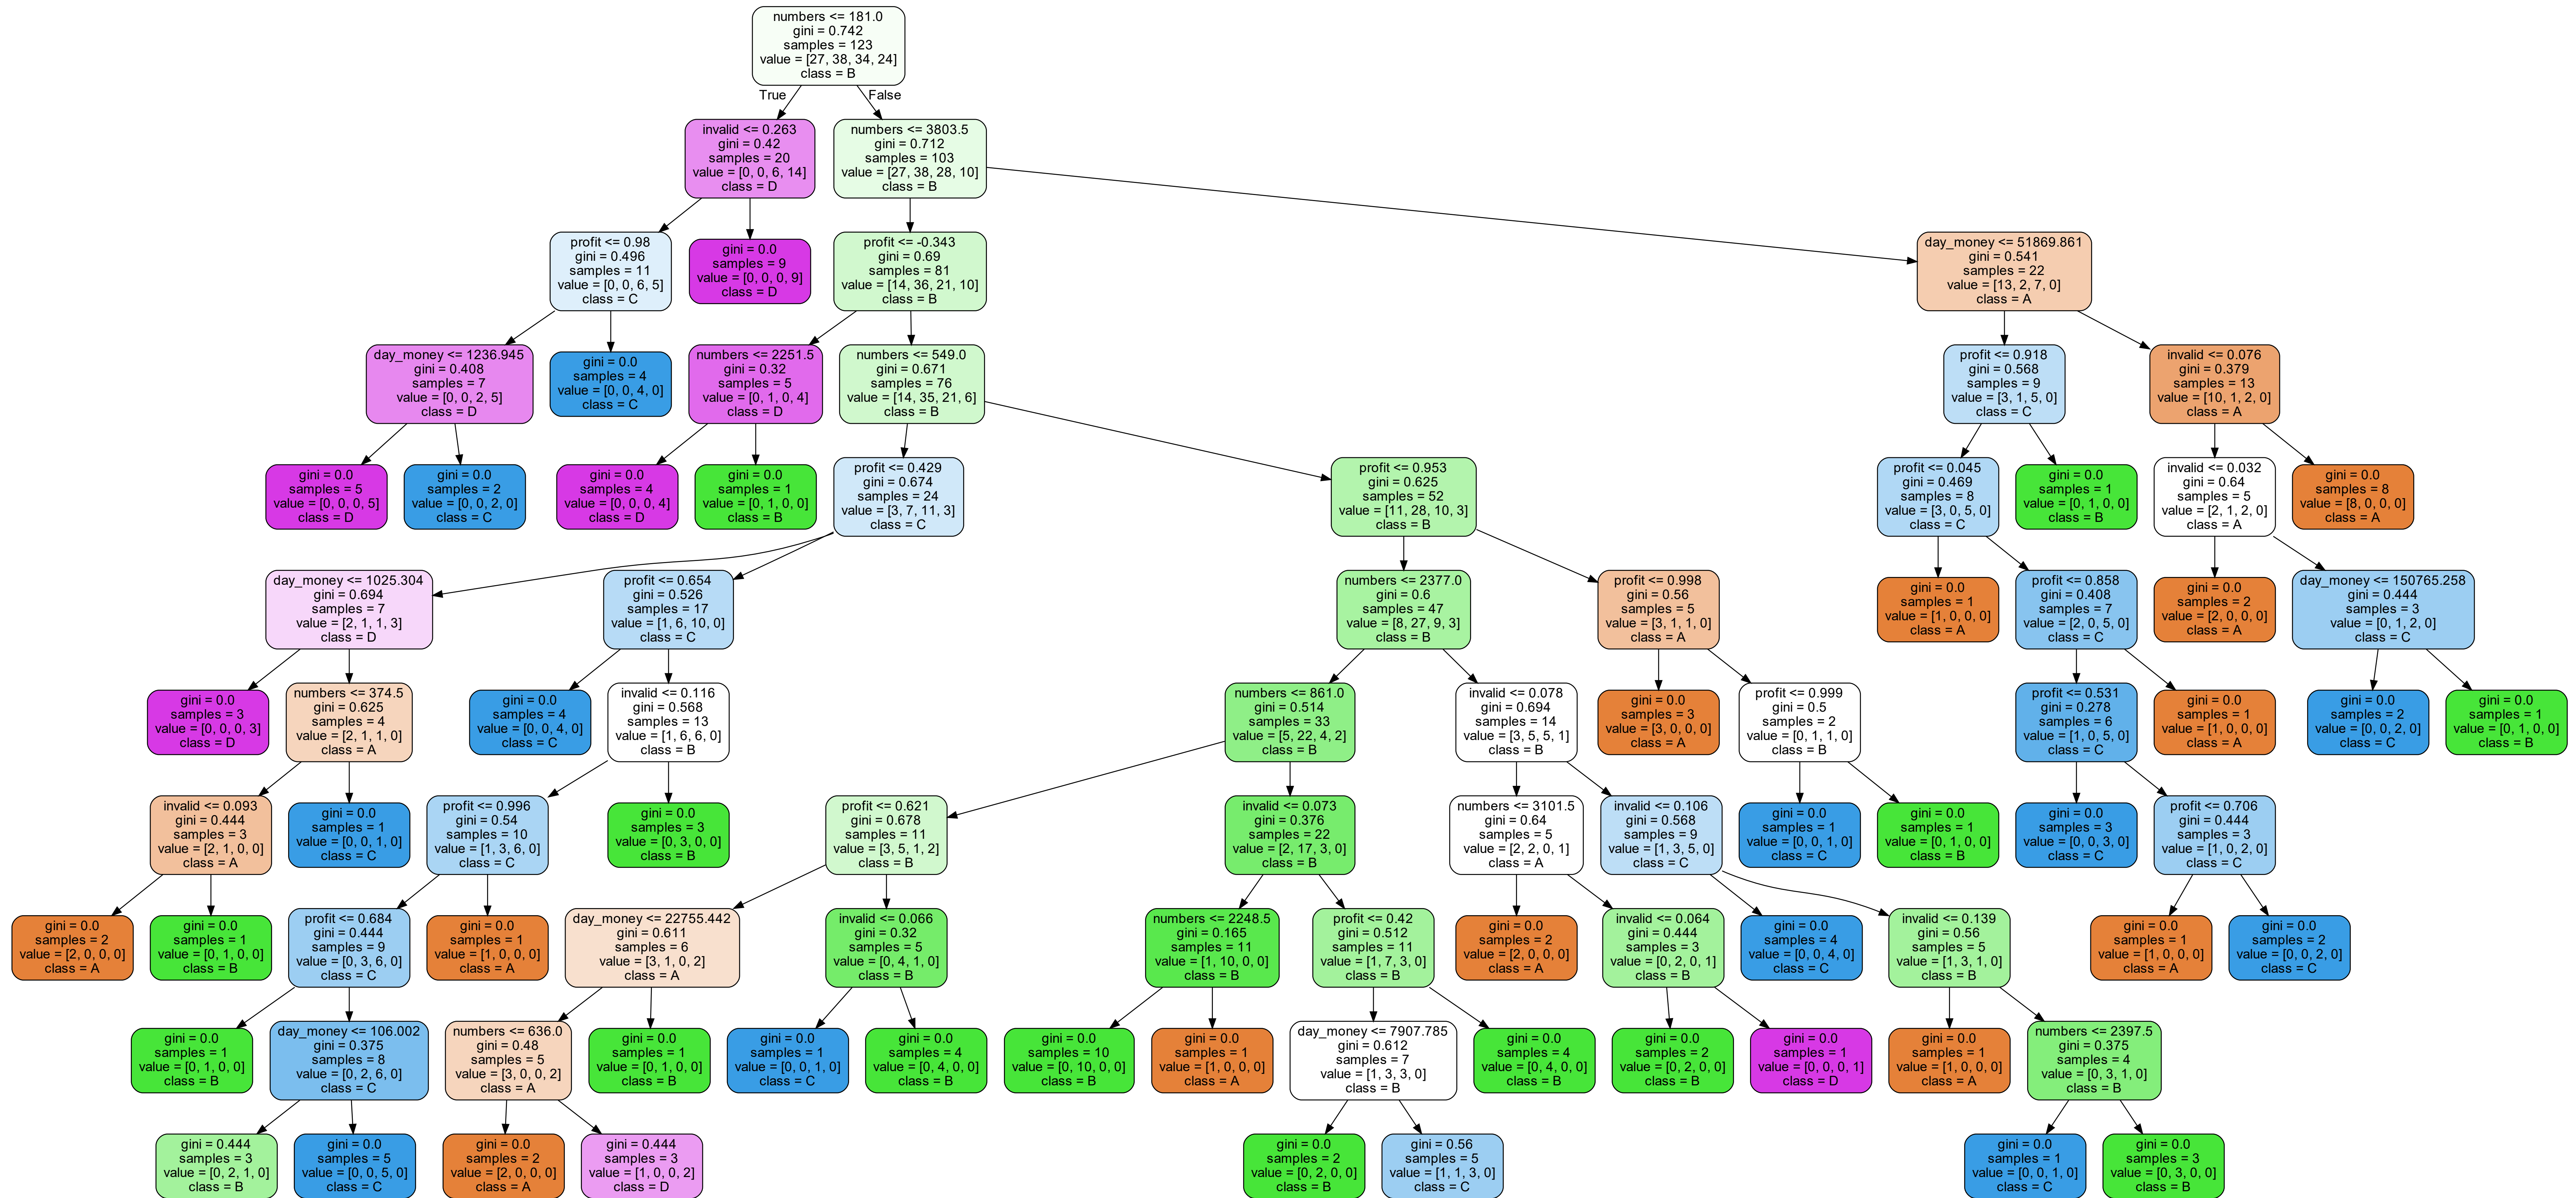 numbers <= 181.0
gini = 0.742
samples = 123
value = [27, 38, 34, 24]
class = B
True
False
invalid <= 0.263
gini = 0.42
samples = 20
value = [0, 0, 6, 14]
class = D
numbers <= 3803.5
gini = 0.712
samples = 103
value = [27, 38, 28, 10]
class = B
profit <= 0.98
gini = 0.496
samples = 11
value = [0, 0, 6, 5]
class = C
gini = 0.0
samples = 9
value = [0, 0, 0, 9]
class = D
profit <= -0.343
gini = 0.69
samples = 81
value = [14, 36, 21, 10]
class = B
day_money <= 51869.861
gini = 0.541
samples = 22
value = [13, 2, 7, 0]
class = A
day_money <= 1236.945
gini = 0.408
samples = 7
value = [0, 0, 2, 5]
class = D
gini = 0.0
samples = 4
value = [0, 0, 4, 0]
class = C
numbers <= 2251.5
gini = 0.32
samples = 5
value = [0, 1, 0, 4]
class = D
numbers <= 549.0
gini = 0.671
samples = 76
value = [14, 35, 21, 6]
class = B
profit <= 0.918
gini = 0.568
samples = 9
value = [3, 1, 5, 0]
class = C
invalid <= 0.076
gini = 0.379
samples = 13
value = [10, 1, 2, 0]
class = A
gini = 0.0
samples = 5
value = [0, 0, 0, 5]
class = D
gini = 0.0
samples = 2
value = [0, 0, 2, 0]
class = C
gini = 0.0
samples = 4
value = [0, 0, 0, 4]
class = D
gini = 0.0
samples = 1
value = [0, 1, 0, 0]
class = B
profit <= 0.429
gini = 0.674
samples = 24
value = [3, 7, 11, 3]
class = C
profit <= 0.953
gini = 0.625
samples = 52
value = [11, 28, 10, 3]
class = B
profit <= 0.045
gini = 0.469
samples = 8
value = [3, 0, 5, 0]
class = C
gini = 0.0
samples = 1
value = [0, 1, 0, 0]
class = B
invalid <= 0.032
gini = 0.64
samples = 5
value = [2, 1, 2, 0]
class = A
gini = 0.0
samples = 8
value = [8, 0, 0, 0]
class = A
day_money <= 1025.304
gini = 0.694
samples = 7
value = [2, 1, 1, 3]
class = D
profit <= 0.654
gini = 0.526
samples = 17
value = [1, 6, 10, 0]
class = C
numbers <= 2377.0
gini = 0.6
samples = 47
value = [8, 27, 9, 3]
class = B
profit <= 0.998
gini = 0.56
samples = 5
value = [3, 1, 1, 0]
class = A
gini = 0.0
samples = 1
value = [1, 0, 0, 0]
class = A
profit <= 0.858
gini = 0.408
samples = 7
value = [2, 0, 5, 0]
class = C
gini = 0.0
samples = 2
value = [2, 0, 0, 0]
class = A
day_money <= 150765.258
gini = 0.444
samples = 3
value = [0, 1, 2, 0]
class = C
gini = 0.0
samples = 3
value = [0, 0, 0, 3]
class = D
numbers <= 374.5
gini = 0.625
samples = 4
value = [2, 1, 1, 0]
class = A
gini = 0.0
samples = 4
value = [0, 0, 4, 0]
class = C
invalid <= 0.116
gini = 0.568
samples = 13
value = [1, 6, 6, 0]
class = B
numbers <= 861.0
gini = 0.514
samples = 33
value = [5, 22, 4, 2]
class = B
invalid <= 0.078
gini = 0.694
samples = 14
value = [3, 5, 5, 1]
class = B
gini = 0.0
samples = 3
value = [3, 0, 0, 0]
class = A
profit <= 0.999
gini = 0.5
samples = 2
value = [0, 1, 1, 0]
class = B
profit <= 0.531
gini = 0.278
samples = 6
value = [1, 0, 5, 0]
class = C
gini = 0.0
samples = 1
value = [1, 0, 0, 0]
class = A
gini = 0.0
samples = 2
value = [0, 0, 2, 0]
class = C
gini = 0.0
samples = 1
value = [0, 1, 0, 0]
class = B
invalid <= 0.093
gini = 0.444
samples = 3
value = [2, 1, 0, 0]
class = A
gini = 0.0
samples = 1
value = [0, 0, 1, 0]
class = C
profit <= 0.996
gini = 0.54
samples = 10
value = [1, 3, 6, 0]
class = C
gini = 0.0
samples = 3
value = [0, 3, 0, 0]
class = B
profit <= 0.621
gini = 0.678
samples = 11
value = [3, 5, 1, 2]
class = B
invalid <= 0.073
gini = 0.376
samples = 22
value = [2, 17, 3, 0]
class = B
numbers <= 3101.5
gini = 0.64
samples = 5
value = [2, 2, 0, 1]
class = A
invalid <= 0.106
gini = 0.568
samples = 9
value = [1, 3, 5, 0]
class = C
gini = 0.0
samples = 1
value = [0, 0, 1, 0]
class = C
gini = 0.0
samples = 1
value = [0, 1, 0, 0]
class = B
gini = 0.0
samples = 3
value = [0, 0, 3, 0]
class = C
profit <= 0.706
gini = 0.444
samples = 3
value = [1, 0, 2, 0]
class = C
gini = 0.0
samples = 2
value = [2, 0, 0, 0]
class = A
gini = 0.0
samples = 1
value = [0, 1, 0, 0]
class = B
profit <= 0.684
gini = 0.444
samples = 9
value = [0, 3, 6, 0]
class = C
gini = 0.0
samples = 1
value = [1, 0, 0, 0]
class = A
day_money <= 22755.442
gini = 0.611
samples = 6
value = [3, 1, 0, 2]
class = A
invalid <= 0.066
gini = 0.32
samples = 5
value = [0, 4, 1, 0]
class = B
numbers <= 2248.5
gini = 0.165
samples = 11
value = [1, 10, 0, 0]
class = B
profit <= 0.42
gini = 0.512
samples = 11
value = [1, 7, 3, 0]
class = B
gini = 0.0
samples = 2
value = [2, 0, 0, 0]
class = A
invalid <= 0.064
gini = 0.444
samples = 3
value = [0, 2, 0, 1]
class = B
gini = 0.0
samples = 4
value = [0, 0, 4, 0]
class = C
invalid <= 0.139
gini = 0.56
samples = 5
value = [1, 3, 1, 0]
class = B
gini = 0.0
samples = 1
value = [1, 0, 0, 0]
class = A
gini = 0.0
samples = 2
value = [0, 0, 2, 0]
class = C
gini = 0.0
samples = 1
value = [0, 1, 0, 0]
class = B
day_money <= 106.002
gini = 0.375
samples = 8
value = [0, 2, 6, 0]
class = C
numbers <= 636.0
gini = 0.48
samples = 5
value = [3, 0, 0, 2]
class = A
gini = 0.0
samples = 1
value = [0, 1, 0, 0]
class = B
gini = 0.0
samples = 1
value = [0, 0, 1, 0]
class = C
gini = 0.0
samples = 4
value = [0, 4, 0, 0]
class = B
gini = 0.0
samples = 10
value = [0, 10, 0, 0]
class = B
gini = 0.0
samples = 1
value = [1, 0, 0, 0]
class = A
day_money <= 7907.785
gini = 0.612
samples = 7
value = [1, 3, 3, 0]
class = B
gini = 0.0
samples = 4
value = [0, 4, 0, 0]
class = B
gini = 0.0
samples = 2
value = [0, 2, 0, 0]
class = B
gini = 0.0
samples = 1
value = [0, 0, 0, 1]
class = D
gini = 0.0
samples = 1
value = [1, 0, 0, 0]
class = A
numbers <= 2397.5
gini = 0.375
samples = 4
value = [0, 3, 1, 0]
class = B
gini = 0.444
samples = 3
value = [0, 2, 1, 0]
class = B
gini = 0.0
samples = 5
value = [0, 0, 5, 0]
class = C
gini = 0.0
samples = 2
value = [2, 0, 0, 0]
class = A
gini = 0.444
samples = 3
value = [1, 0, 0, 2]
class = D
gini = 0.0
samples = 2
value = [0, 2, 0, 0]
class = B
gini = 0.56
samples = 5
value = [1, 1, 3, 0]
class = C
gini = 0.0
samples = 1
value = [0, 0, 1, 0]
class = C
gini = 0.0
samples = 3
value = [0, 3, 0, 0]
class = B